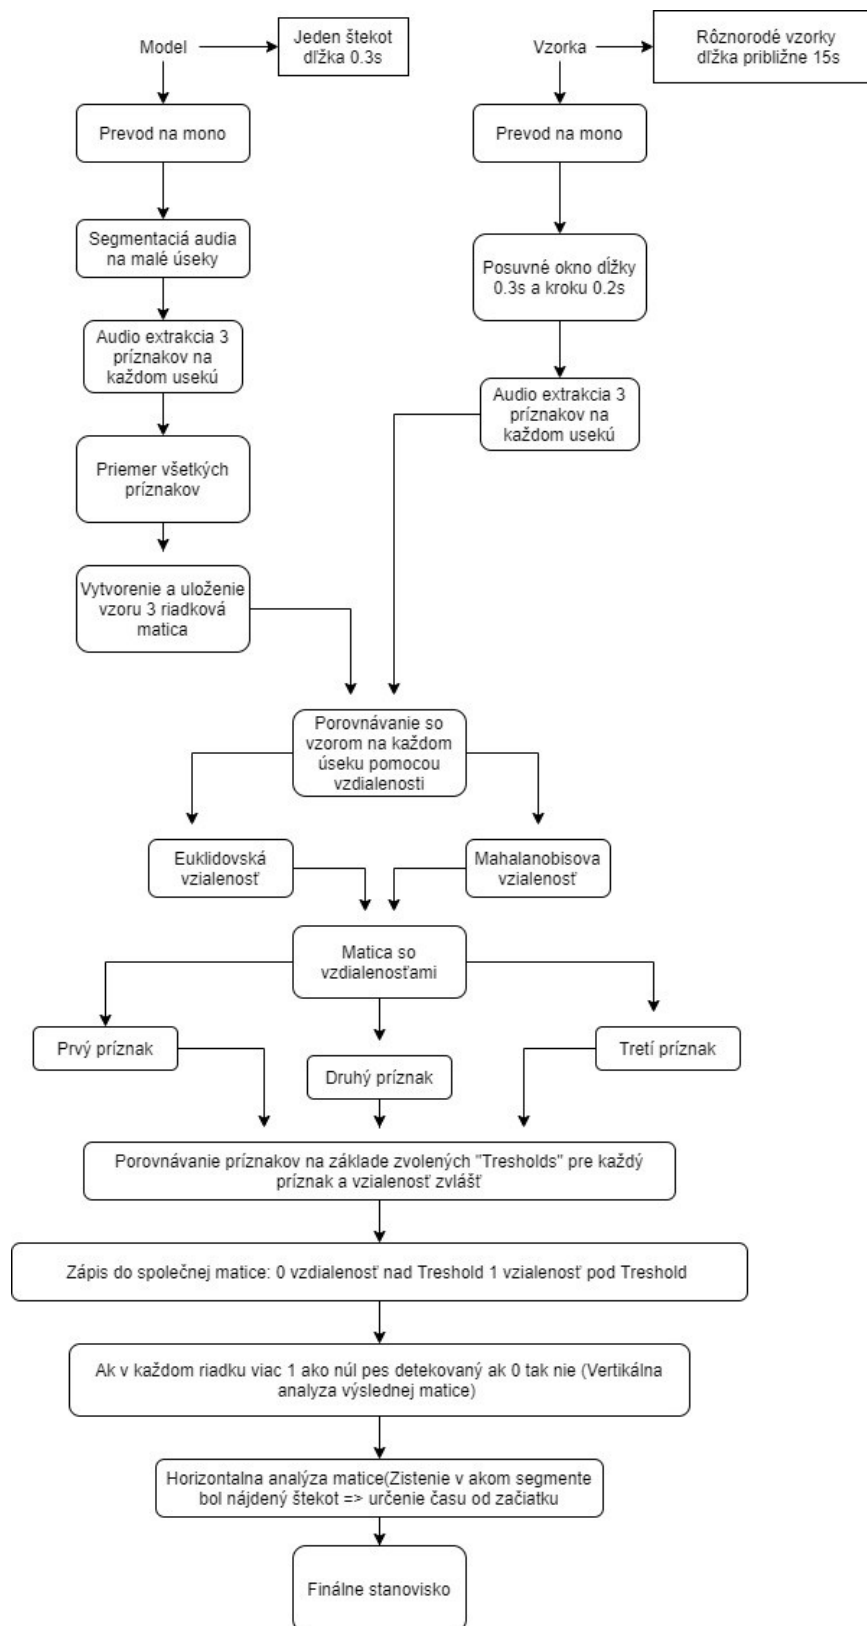 Model
Jeden štekot
dľžka 0.3s
Vzorka
Rôznorodé vzorky
dľžka približne 15s
Prevod na mono
Prevod na mono
Segmentaciá audia
na malé úseky
Posuvné okno dĺžky
0.3s a kroku 0.2s
Audio extrakcia 3
príznakov na
každom usekú
Audio extrakcia 3
príznakov na
každom usekú
Priemer všetkých
príznakov
Vytvorenie a uloženie
vzoru 3 riadková
matica
Porovnávanie so
vzorom na každom
úseku pomocou
vzdialenosti
Euklidovská
vzialenosť
Mahalanobisova
vzialenosť
Matica so
vzdialenosťami
Prvý príznak
Druhý príznak
Tretí príznak
Porovnávanie príznakov na základe zvolených "Tresholds" pre každý
príznak a vzialenosť zvlášť
Zápis do společnej matice: 0 vzdialenosť nad Treshold 1 vzialenosť pod Treshold
Ak v každom riadku viac 1 ako núl pes detekovaný ak 0 tak nie (Vertikálna
analyza výslednej matice)
Horizontalna analýza matice(Zistenie v akom segmente
bol nájdený štekot => určenie času od začiatku
Finálne stanovisko